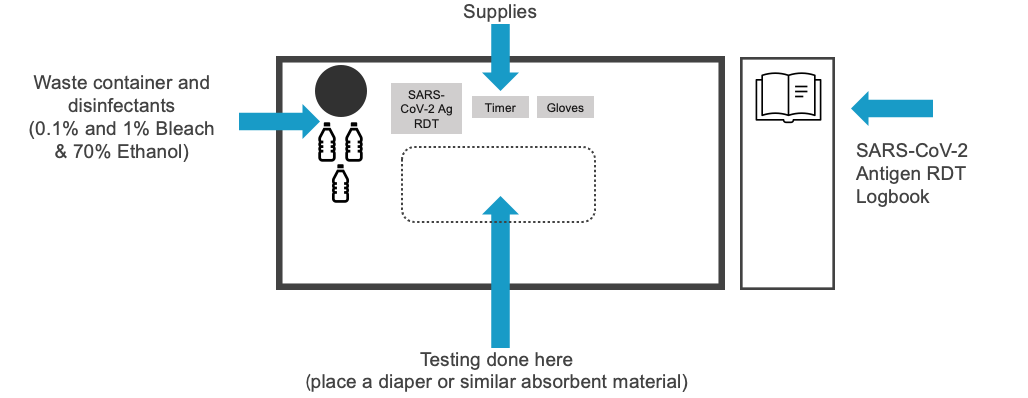 Supplies
Waste container and
disinfectants
(0.1% and 1% Bleach
& 70% Ethanol)
SARS-
CoV-2 Ag
RDT
Timer
Gloves
SARS-CoV-2
Antigen RDT
Logbook
Testing done here
(place a diaper or similar absorbent material)